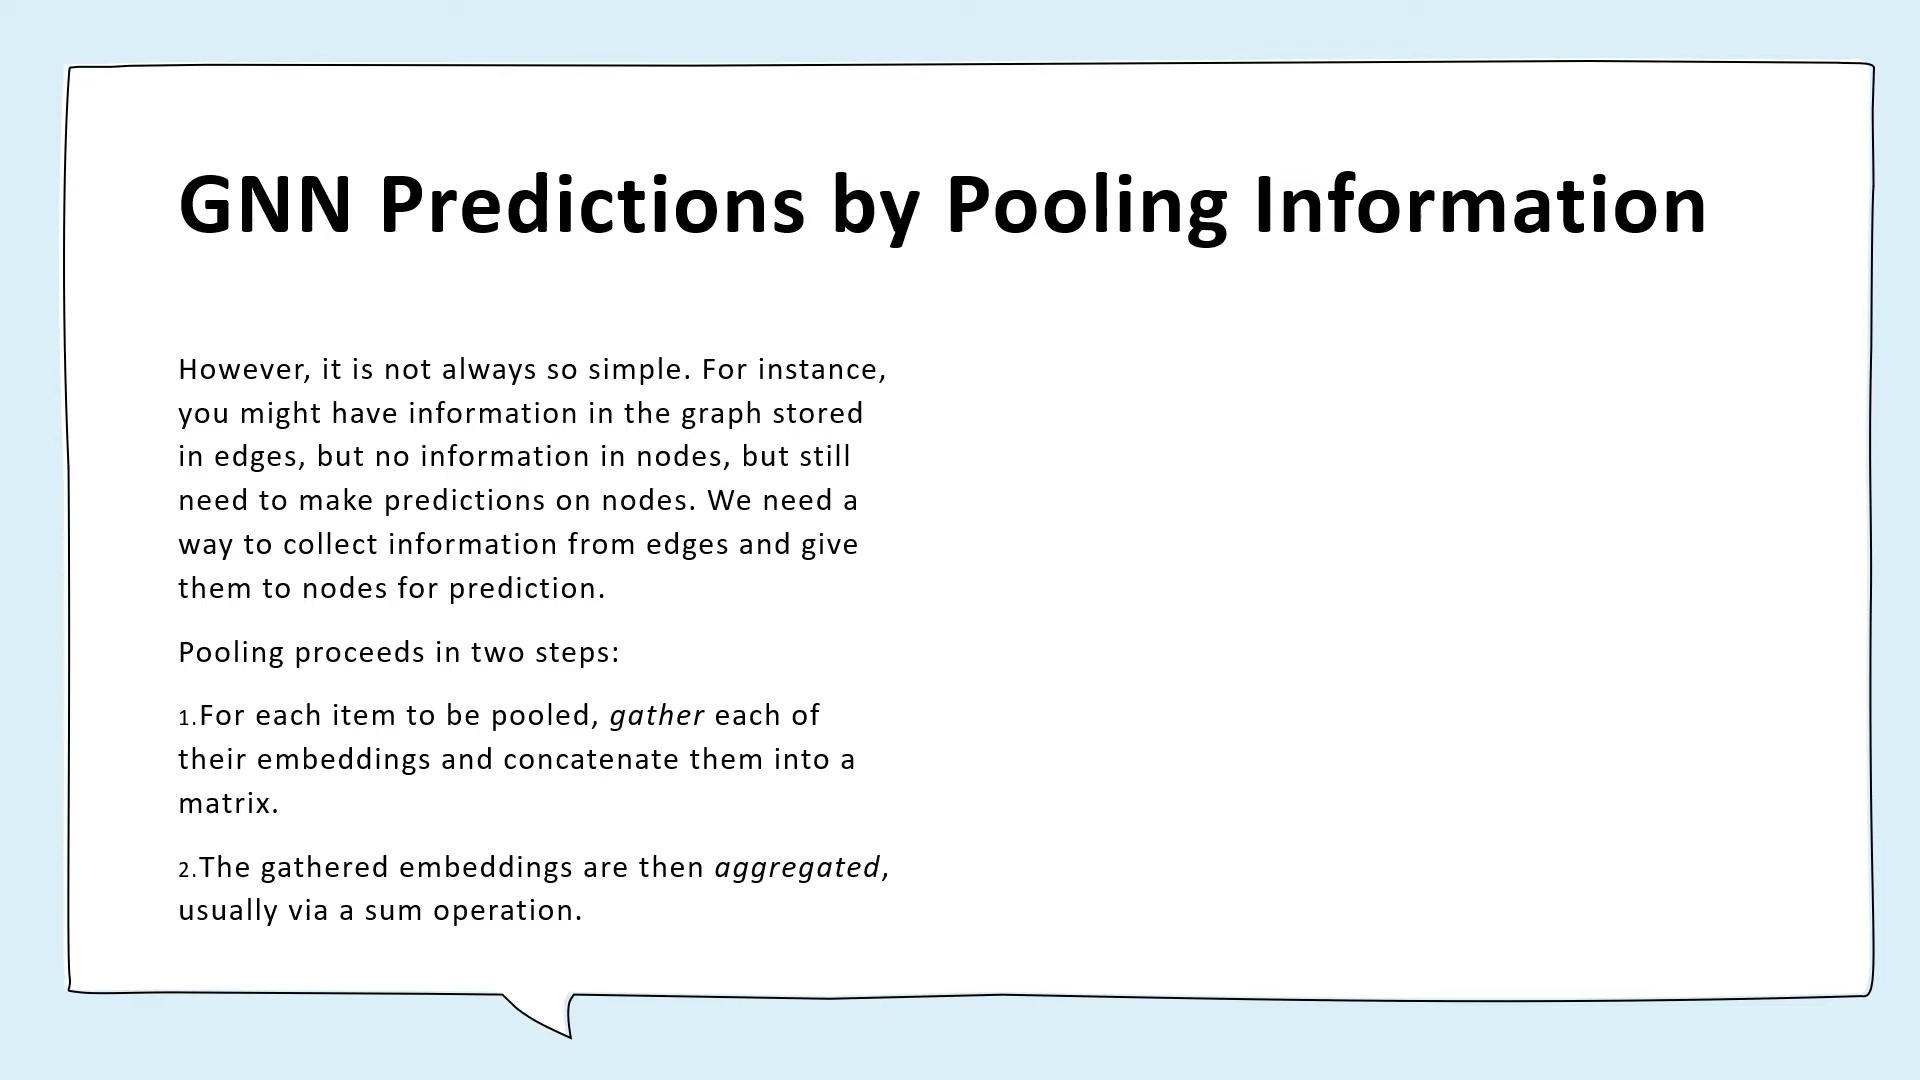 GNN Predictions by Pooling Information
However, it is not always so simple. For instance,
you might have information in the graph stored
in edges, but no information in nodes, but still
need to make predictions on nodes. We need a
way to collect information from edges and give
them to nodes for prediction.
Pooling proceeds in two steps:
1.For each item to be pooled, gather each of
their embeddings and concatenate them into a
matrix.
2.The gathered embeddings are then aggregated,
usually via a sum operation.